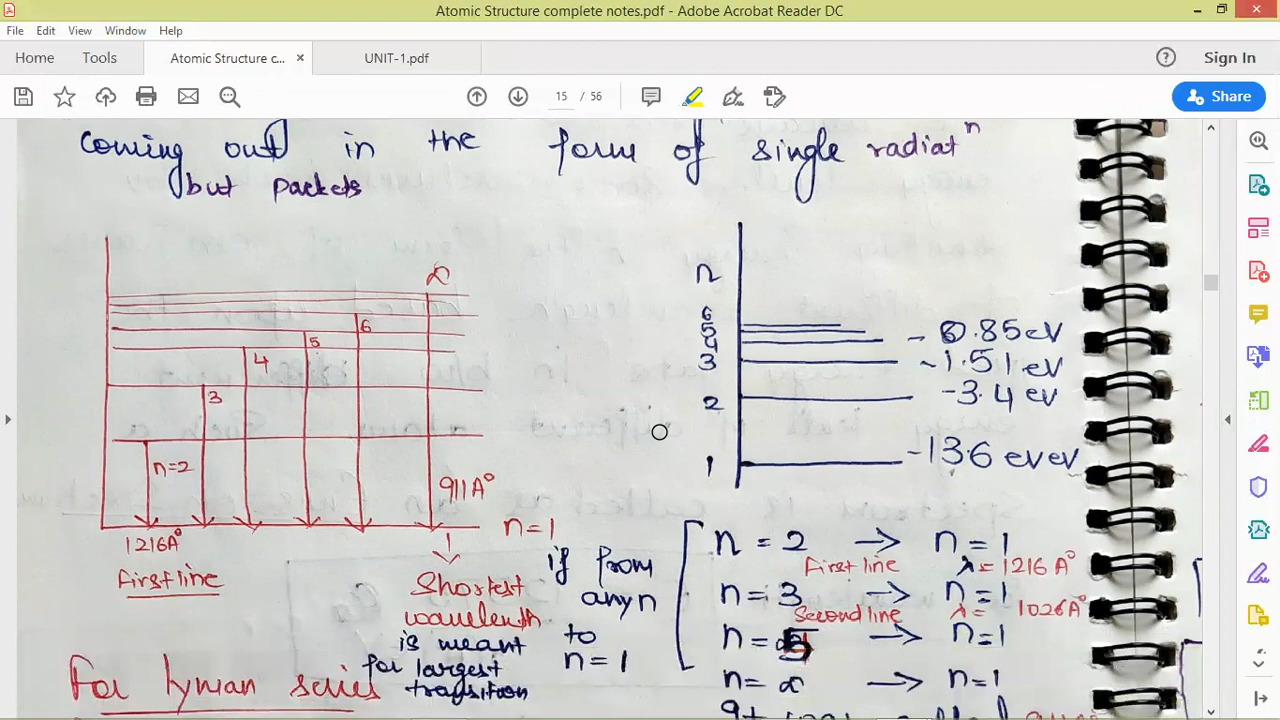 Atomic Structure complete notes.pdf - Adobe Acrobat Reader DC
File Edit View Window Help
Home Tools Atomic Structure c... × UNIT-1.pdf Sign In
15 / 56 Share
Coming out in the form of single radiatⁿ
but packets
∝
6
5
4
3
n=2
911A°
n=1
1216A°
First line
Shortest
wavelength
is meant
for largest
transition
For lyman series
n
6
5
4
3
2
1
- 0.85eV
-1.51 eV
-3.4 eV
-13.6 evev
if from
any n
to
n=1
n = 2 → n = 1
First line λ = 1216 A°
n = 3 → n = 1
Second line λ = 1026A°
n = 5 → n=1
n= ∝ → n=1